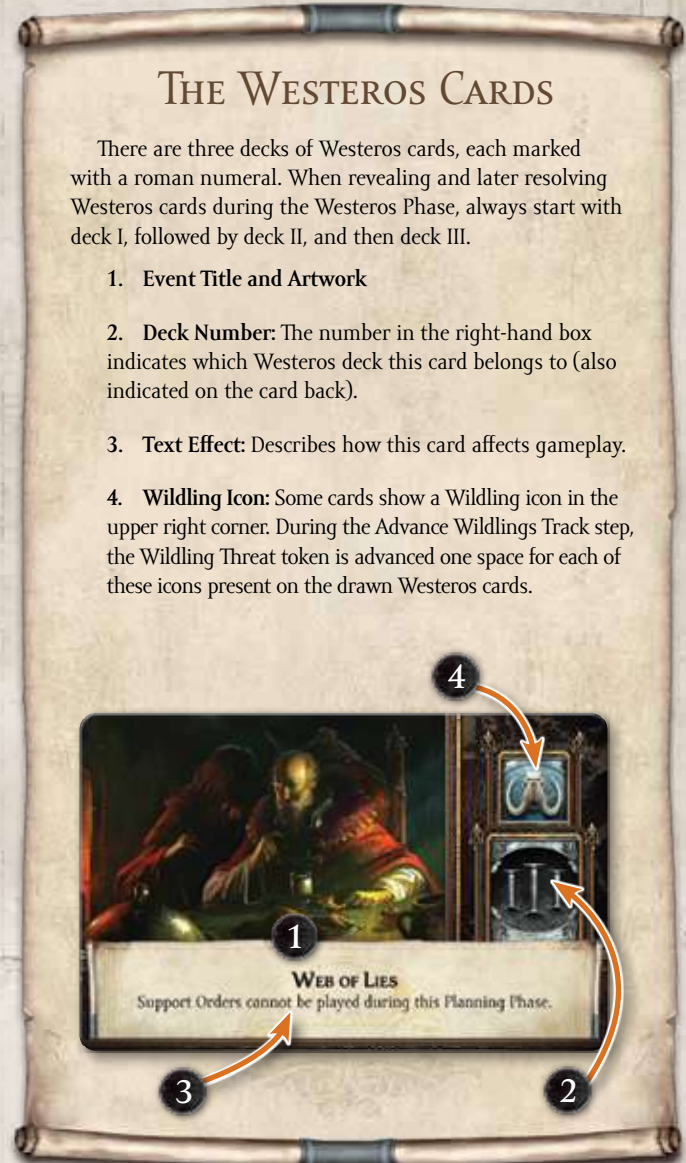 The Westeros Cards
There are three decks of Westeros cards, each marked
with a roman numeral. When revealing and later resolving
Westeros cards during the Westeros Phase, always start with
deck I, followed by deck II, and then deck III.
1. Event Title and Artwork
2. Deck Number: The number in the right-hand box
indicates which Westeros deck this card belongs to (also
indicated on the card back).
3. Text Effect: Describes how this card affects gameplay.
4. Wildling Icon: Some cards show a Wildling icon in the
upper right corner. During the Advance Wildlings Track step,
the Wildling Threat token is advanced one space for each of
these icons present on the drawn Westeros cards.
4
III
1
Web of Lies
Support Orders cannot be played during this Planning Phase.
3
2